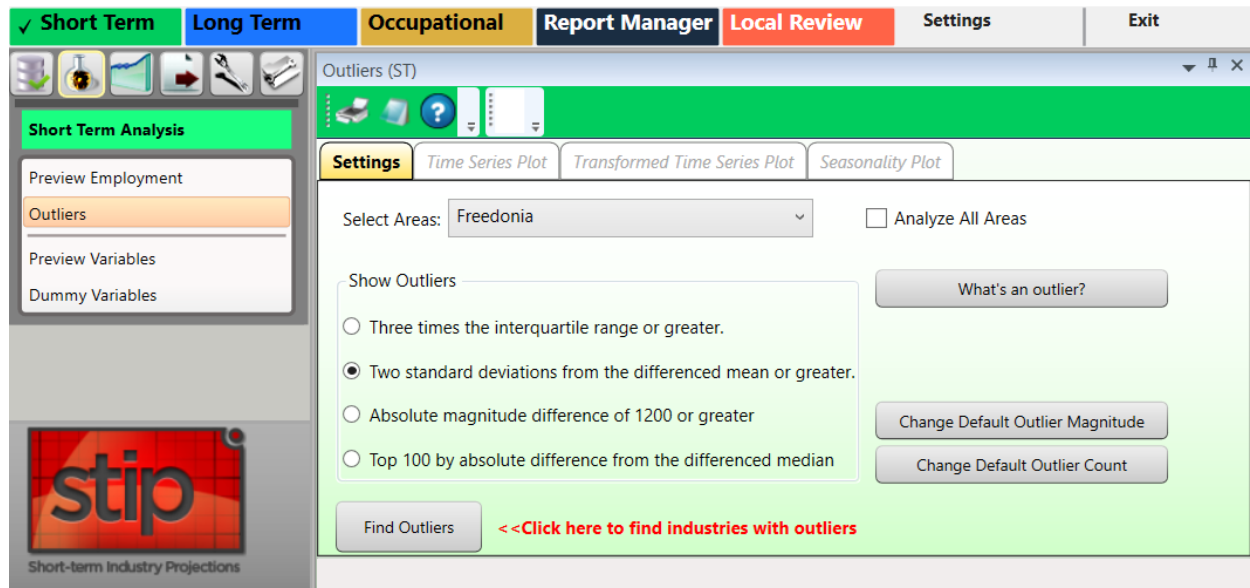 ✓ Short Term Long Term Occupational Report Manager Local Review Settings Exit
Outliers (ST)
Short Term Analysis
Preview Employment
Outliers
Preview Variables
Dummy Variables
stip
Short-term Industry Projections
Settings Time Series Plot Transformed Time Series Plot Seasonality Plot
Select Areas: Freedonia Analyze All Areas
Show Outliers
What's an outlier?
Three times the interquartile range or greater.
Two standard deviations from the differenced mean or greater.
Absolute magnitude difference of 1200 or greater
Change Default Outlier Magnitude
Top 100 by absolute difference from the differenced median
Change Default Outlier Count
Find Outliers <<Click here to find industries with outliers